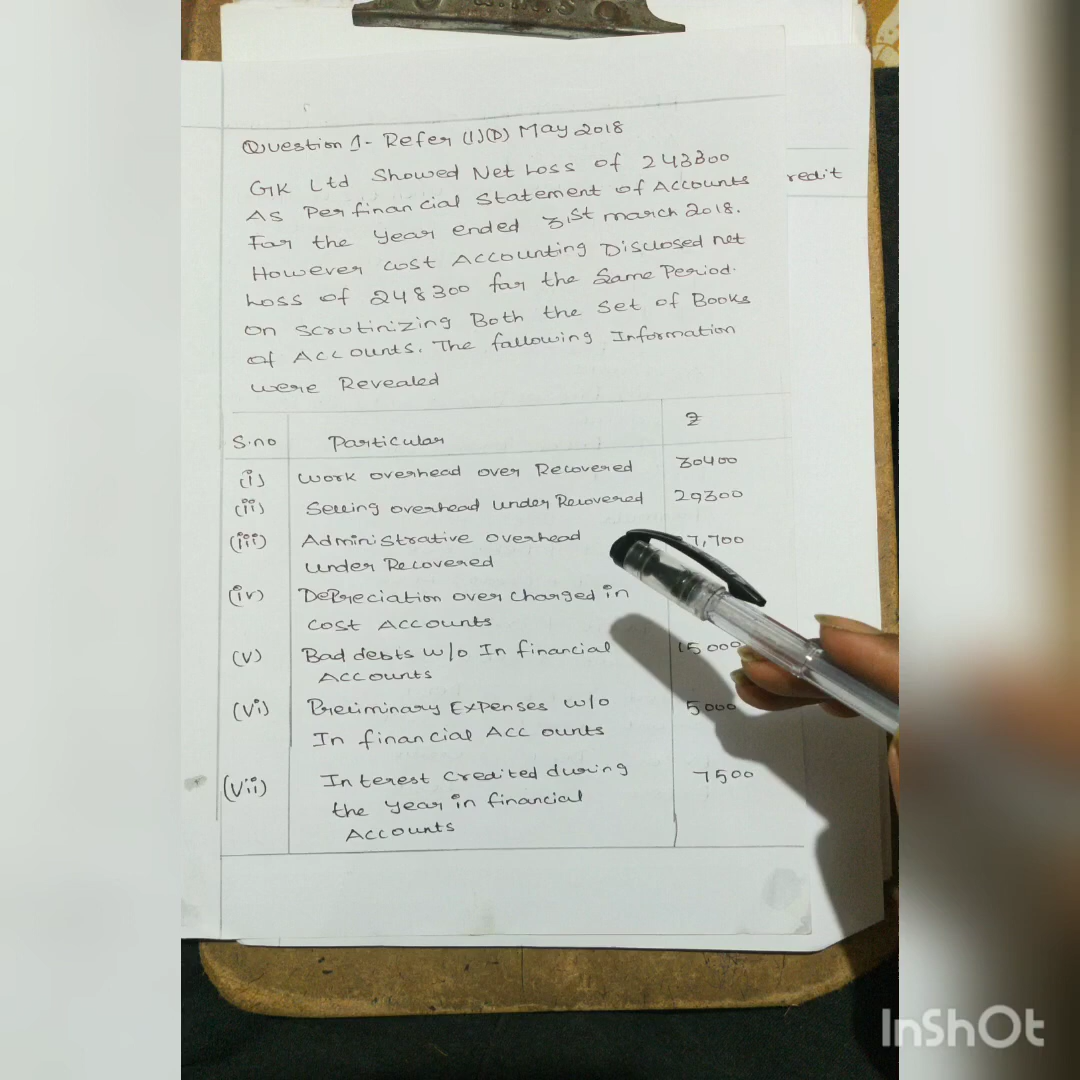 Question 1- Refer (1)(D) May 2018
GK Ltd Showed Net Loss of 243300
As Per financial Statement of Accounts
For the Year ended 31st march 2018.
However cost Accounting Disclosed net
Loss of 248300 for the Same Period.
On Scrutinizing Both the Set of Books
of Accounts. The following Information
were Revealed
redit
S.no Particular ₹
(i) Work overhead over Recovered 30400
(ii) Selling overhead under Recovered 29300
(iii) Administrative overhead 7,700
under Recovered
(iv) Depreciation over charged in
cost Accounts
(v) Bad debts w/o In financial 15000
Accounts
(vi) Preliminary Expenses w/o 5000
In financial Accounts
(vii) Interest credited during 7500
the year in financial
Accounts
InShOt